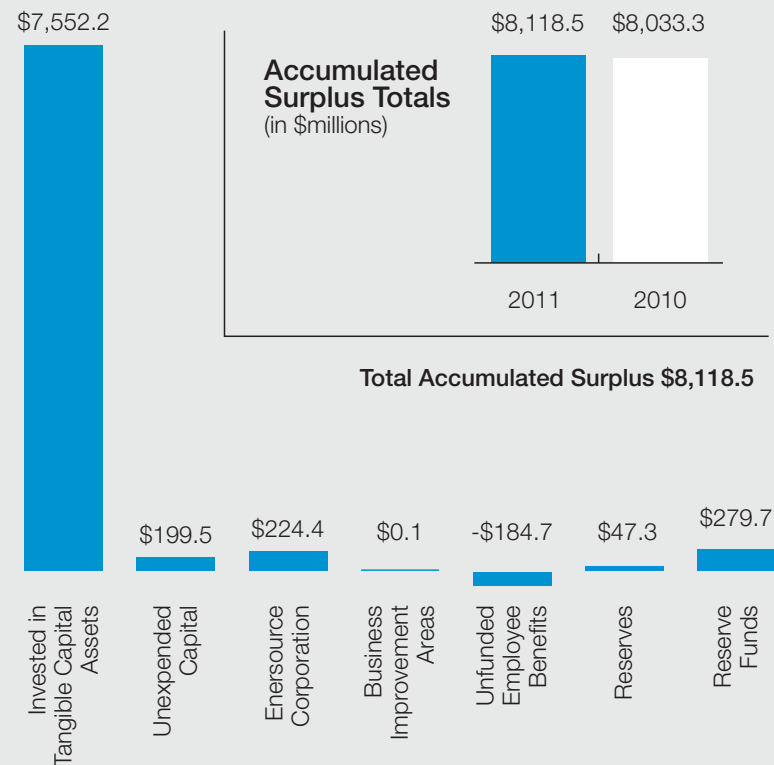 $7,552.2
Accumulated
Surplus Totals
(in $millions)
$8,118.5
$8,033.3
2011
2010
Total Accumulated Surplus $8,118.5
$199.5
$224.4
$0.1
-$184.7
$47.3
$279.7
Invested in
Tangible Capital
Assets
Unexpended
Capital
Enersource
Corporation
Business
Improvement
Areas
Unfunded
Employee
Benefits
Reserves
Reserve
Funds